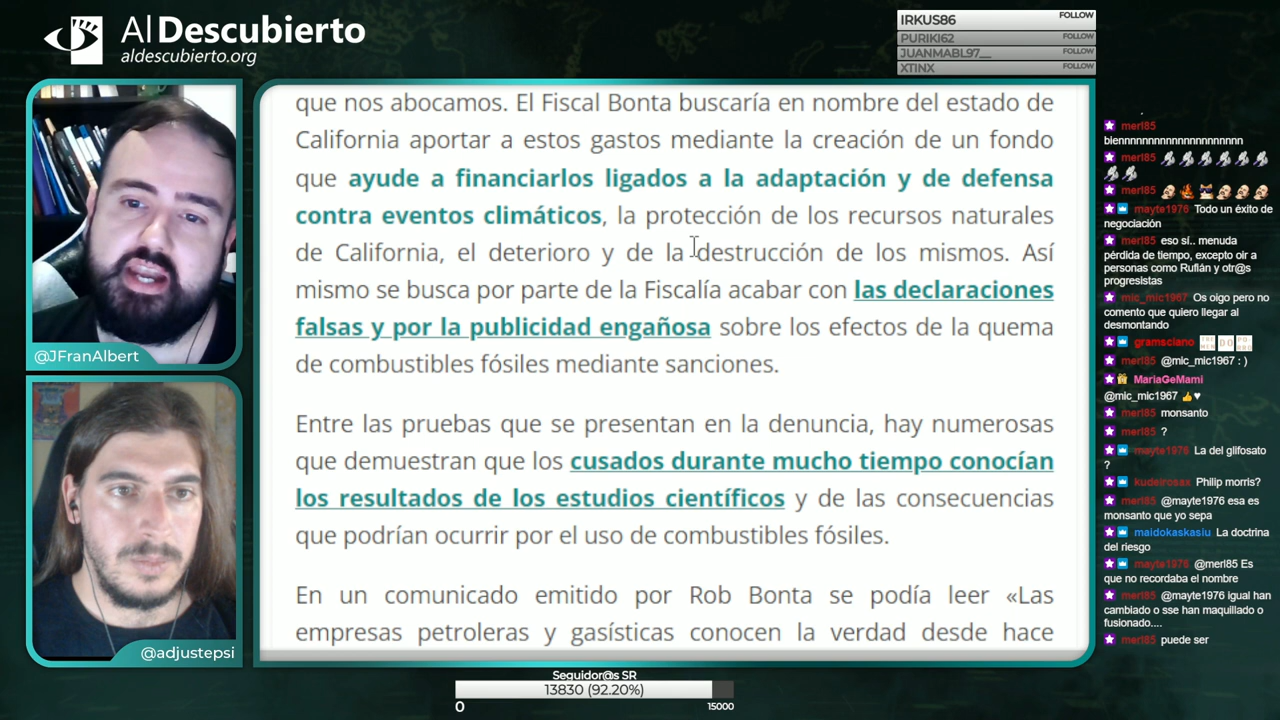 Al Descubierto
aldescubierto.org
IRKUS86 FOLLOW
PURIKI62 FOLLOW
JUANMABL97__ FOLLOW
XTINX FOLLOW
@JFranAlbert
@adjustepsi
que nos abocamos. El Fiscal Bonta buscaría en nombre del estado de
California aportar a estos gastos mediante la creación de un fondo
que ayude a financiarlos ligados a la adaptación y de defensa
contra eventos climáticos, la protección de los recursos naturales
de California, el deterioro y de la destrucción de los mismos. Así
mismo se busca por parte de la Fiscalía acabar con las declaraciones
falsas y por la publicidad engañosa sobre los efectos de la quema
de combustibles fósiles mediante sanciones.
Entre las pruebas que se presentan en la denuncia, hay numerosas
que demuestran que los cusados durante mucho tiempo conocían
los resultados de los estudios científicos y de las consecuencias
que podrían ocurrir por el uso de combustibles fósiles.
En un comunicado emitido por Rob Bonta se podía leer «Las
empresas petroleras y gasísticas conocen la verdad desde hace
merl85
biennnnnnnnnnnnnnnnnnnn
merl85
merl85
mayte1976 Todo un éxito de
negociación
merl85 eso sí.. menuda
pérdida de tiempo, excepto oir a
personas como Rufián y otr@s
progresistas
mic_mic1967 Os oigo pero no
comento que quiero llegar al
desmontando
gramsciano
merl85 @mic_mic1967 : )
MariaGeMami
@mic_mic1967
merl85 monsanto
merl85 ?
mayte1976 La del glifosato
?
kudeirosax Philip morris?
merl85 @mayte1976 esa es
monsanto que yo sepa
maidokaskasiu La doctrina
del riesgo
mayte1976 @merl85 Es
que no recordaba el nombre
merl85 @mayte1976 igual han
cambiado o sse han maquillado o
fusionado....
merl85 puede ser
Seguidor@s SR
13830 (92.20%)
0 15000